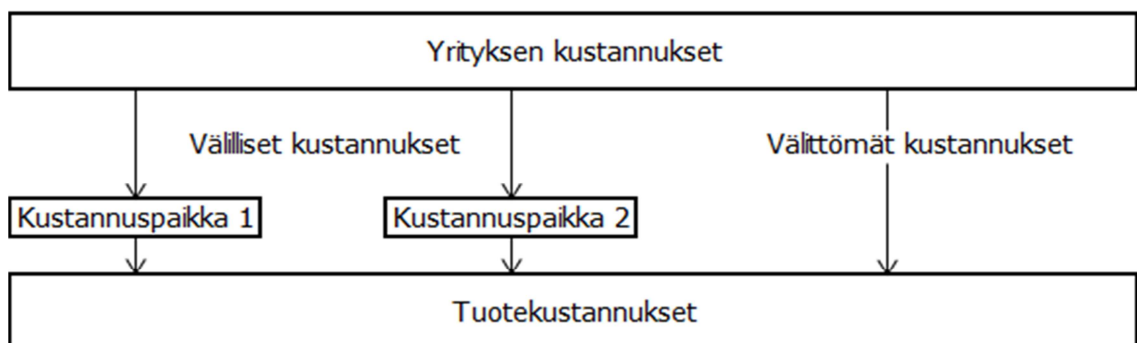 Yrityksen kustannukset
Välilliset kustannukset
Välittömät kustannukset
Kustannuspaikka 1
Kustannuspaikka 2
Tuotekustannukset